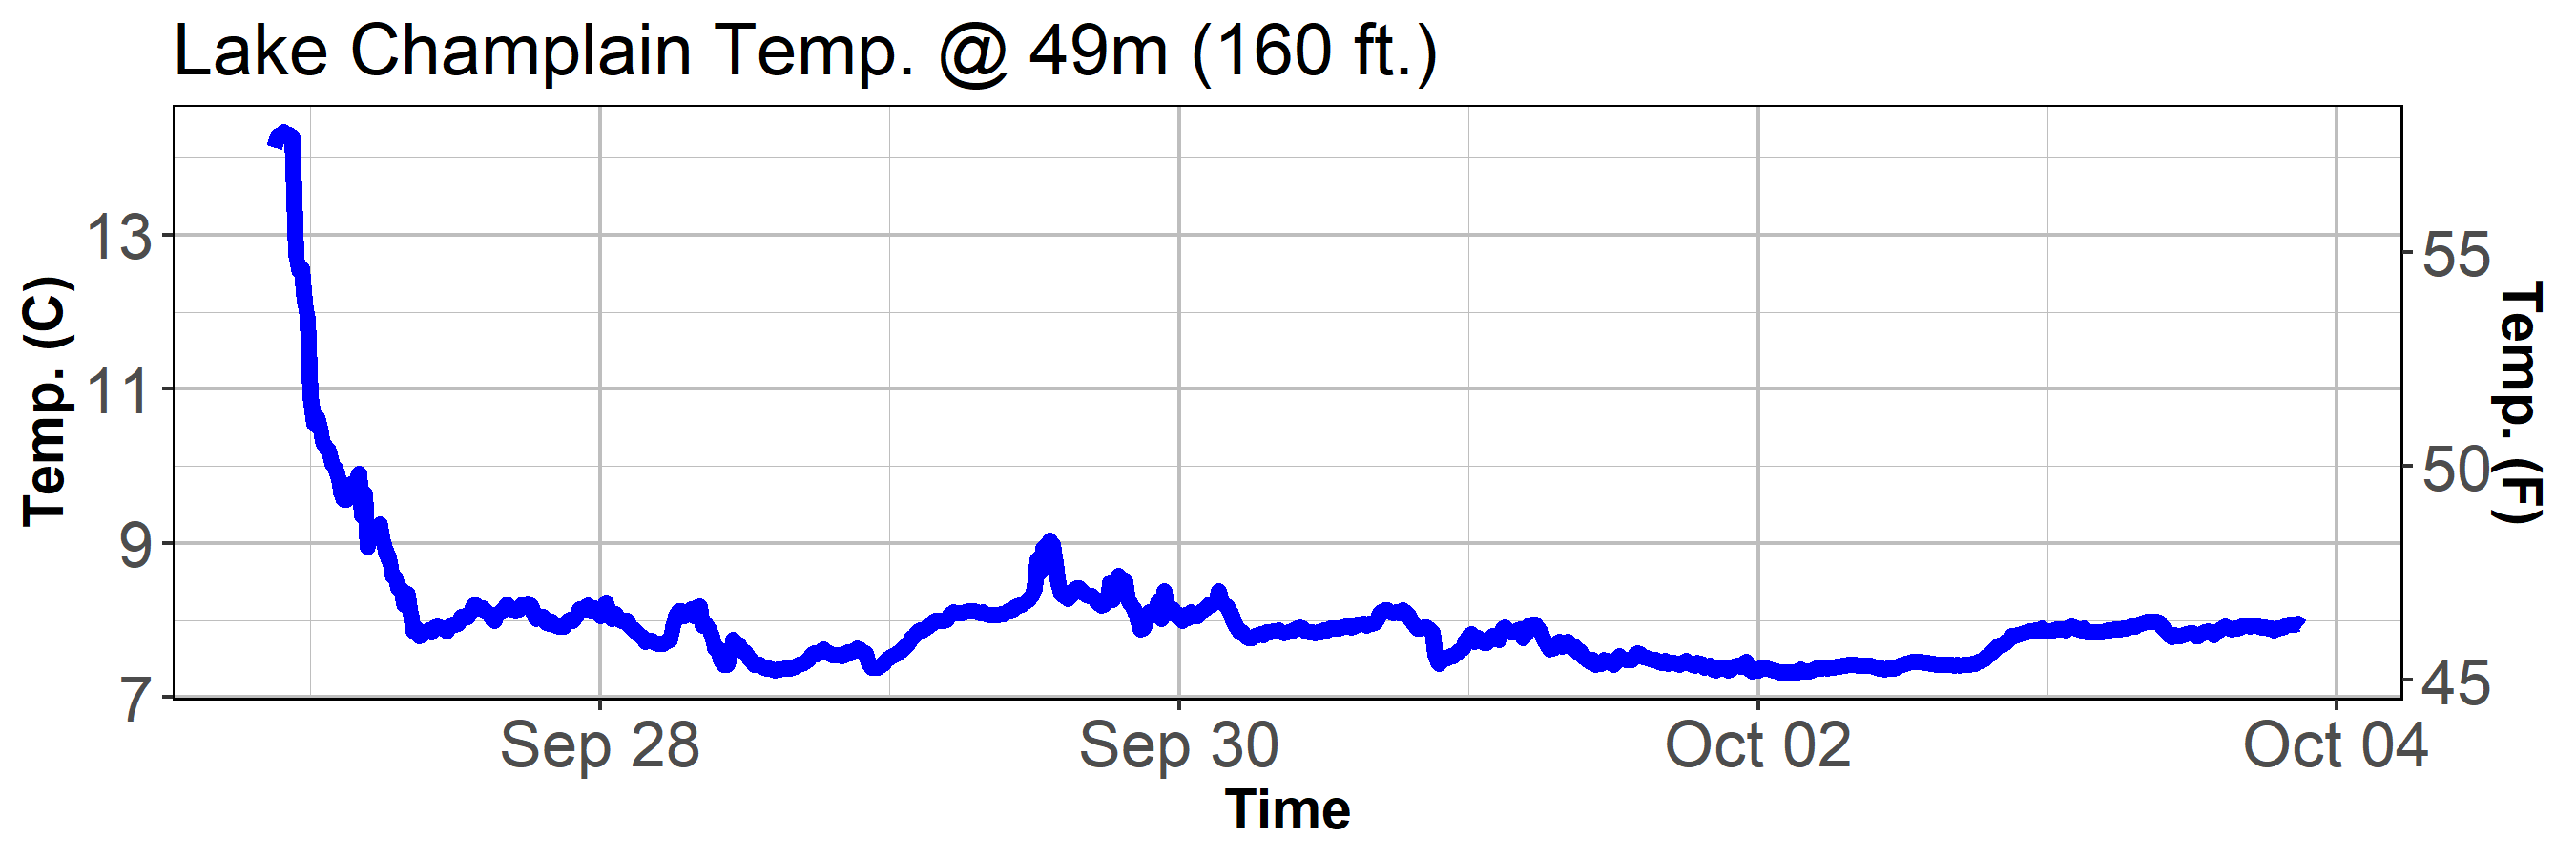 Lake Champlain Temp. @ 49m (160 ft.)
Temp. (C)
13
11
9
7
55
50
45
Temp. (F)
Sep 28
Sep 30
Oct 02
Oct 04
Time